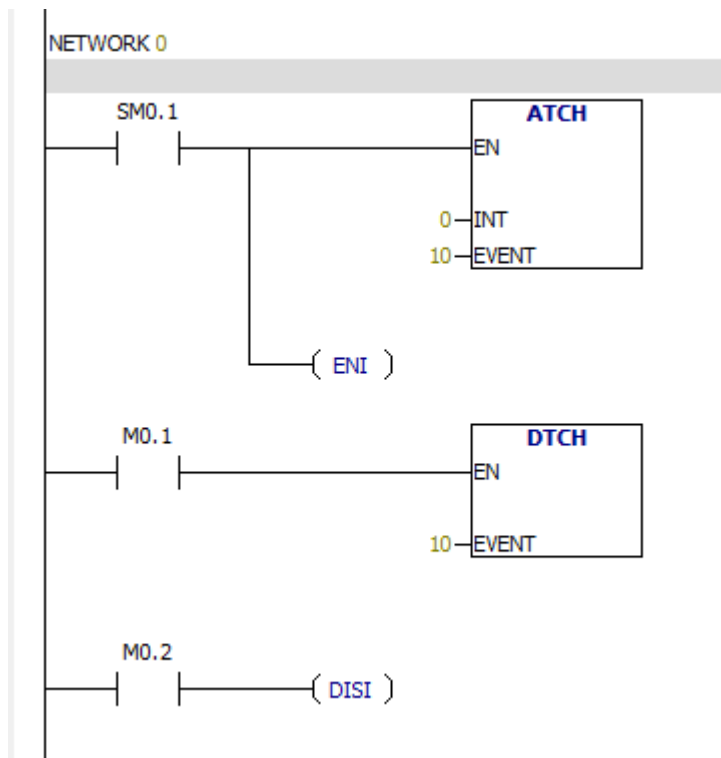 NETWORK 0
SM0.1
ATCH
EN
0 INT
10 EVENT
( ENI )
M0.1
DTCH
EN
10 EVENT
M0.2
( DISI )